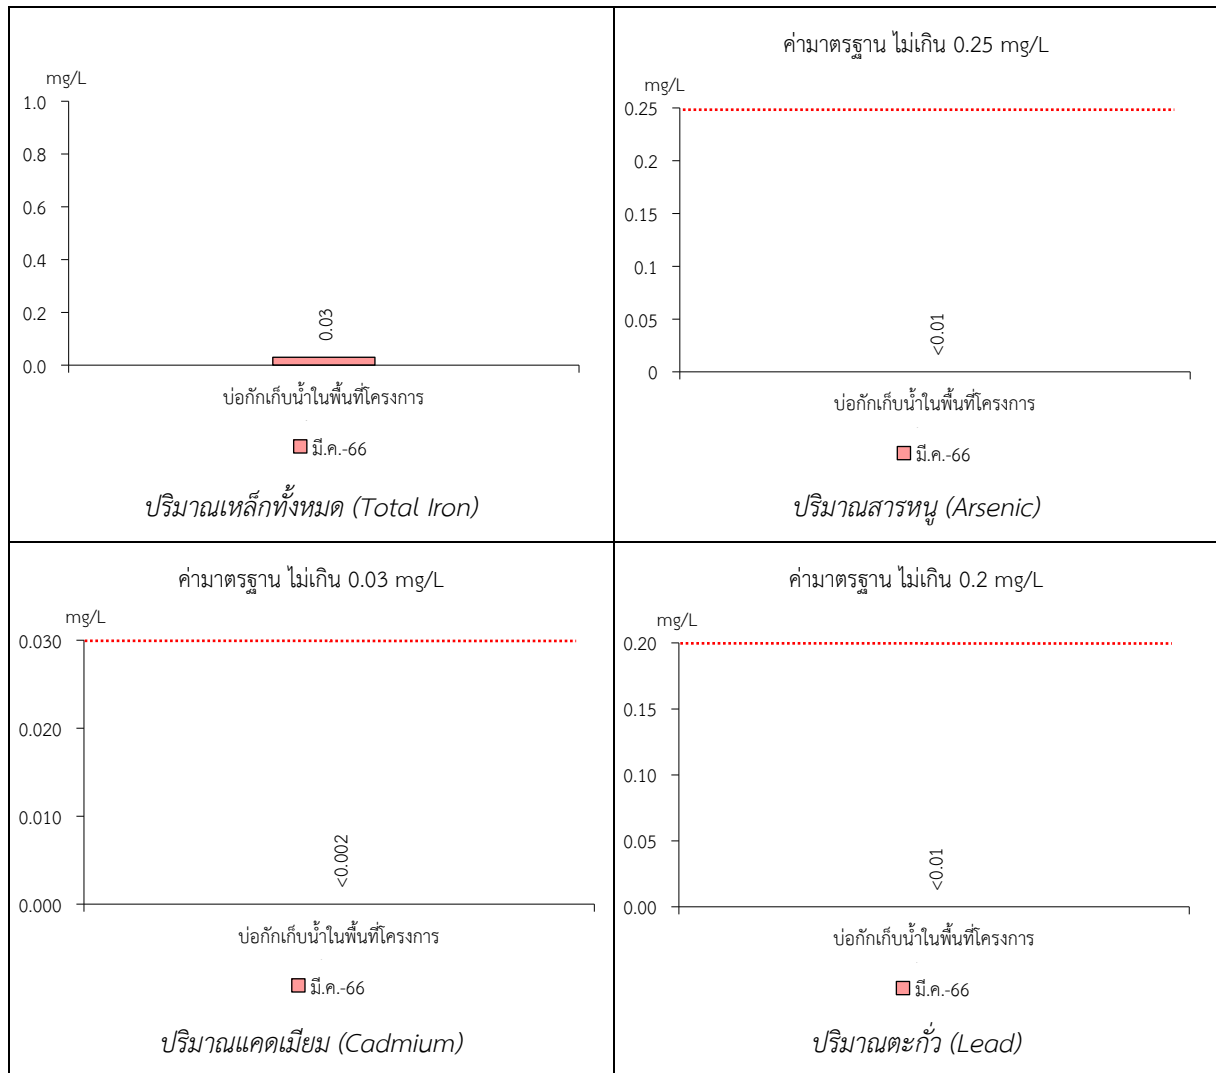 mg/L
1.0
0.8
0.6
0.4
0.2
0.0
0.03
บ่อกักเก็บน้ำในพื้นที่โครงการ
มี.ค.-66
ปริมาณเหล็กทั้งหมด (Total Iron)
ค่ามาตรฐาน ไม่เกิน 0.25 mg/L
mg/L
0.25
0.2
0.15
0.1
0.05
0
<0.01
บ่อกักเก็บน้ำในพื้นที่โครงการ
มี.ค.-66
ปริมาณสารหนู (Arsenic)
ค่ามาตรฐาน ไม่เกิน 0.03 mg/L
mg/L
0.030
0.020
0.010
0.000
<0.002
บ่อกักเก็บน้ำในพื้นที่โครงการ
มี.ค.-66
ปริมาณแคดเมียม (Cadmium)
ค่ามาตรฐาน ไม่เกิน 0.2 mg/L
mg/L
0.20
0.15
0.10
0.05
0.00
<0.01
บ่อกักเก็บน้ำในพื้นที่โครงการ
มี.ค.-66
ปริมาณตะกั่ว (Lead)